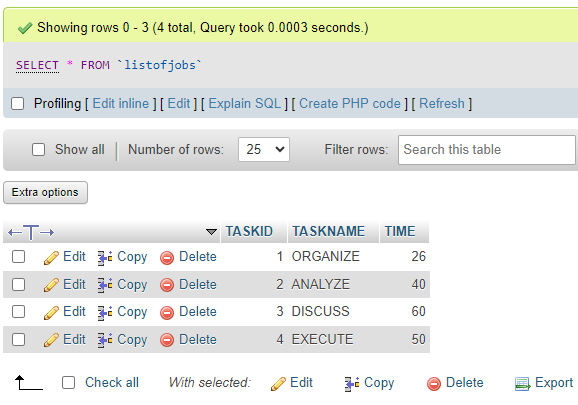 Showing rows 0 - 3 (4 total, Query took 0.0003 seconds.)
SELECT * FROM `listofjobs`
Profiling [ Edit inline ] [ Edit ] [ Explain SQL ] [ Create PHP code ] [ Refresh ]
Show all Number of rows: 25 Filter rows: Search this table
Extra options
←T→ TASKID TASKNAME TIME
Edit Copy Delete 1 ORGANIZE 26
Edit Copy Delete 2 ANALYZE 40
Edit Copy Delete 3 DISCUSS 60
Edit Copy Delete 4 EXECUTE 50
Check all With selected: Edit Copy Delete Export